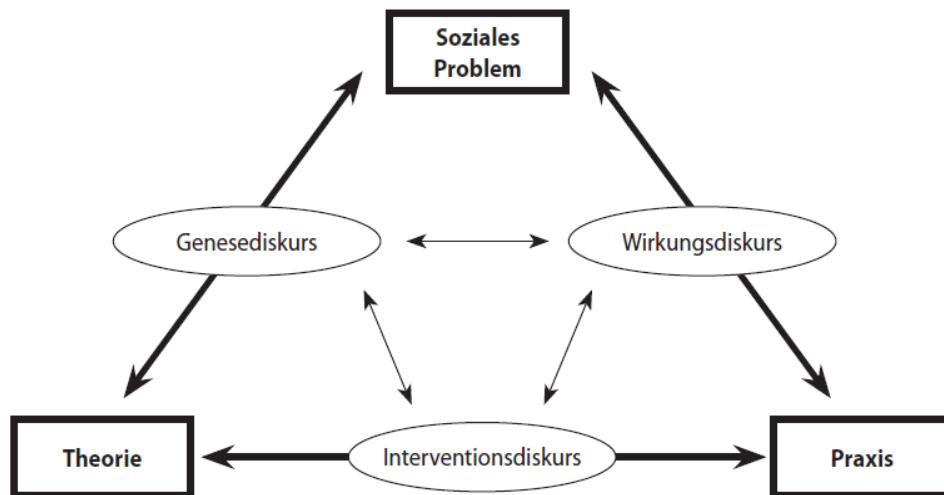 Soziales
Problem
Genesediskurs
Wirkungsdiskurs
Theorie
Interventionsdiskurs
Praxis